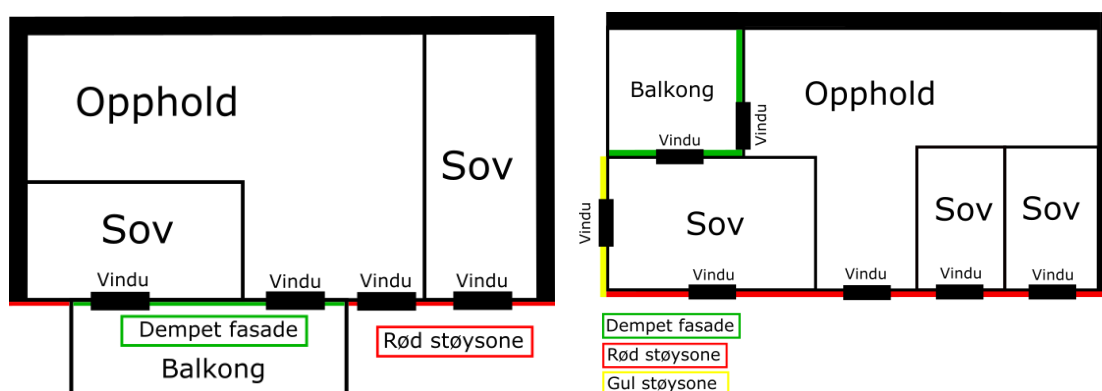 Opphold
Sov
Sov
Vindu
Vindu
Vindu
Vindu
Dempet fasade
Rød støysone
Balkong
Balkong
Opphold
Vindu
Vindu
Vindu
Sov
Sov
Sov
Vindu
Vindu
Vindu
Vindu
Dempet fasade
Rød støysone
Gul støysone